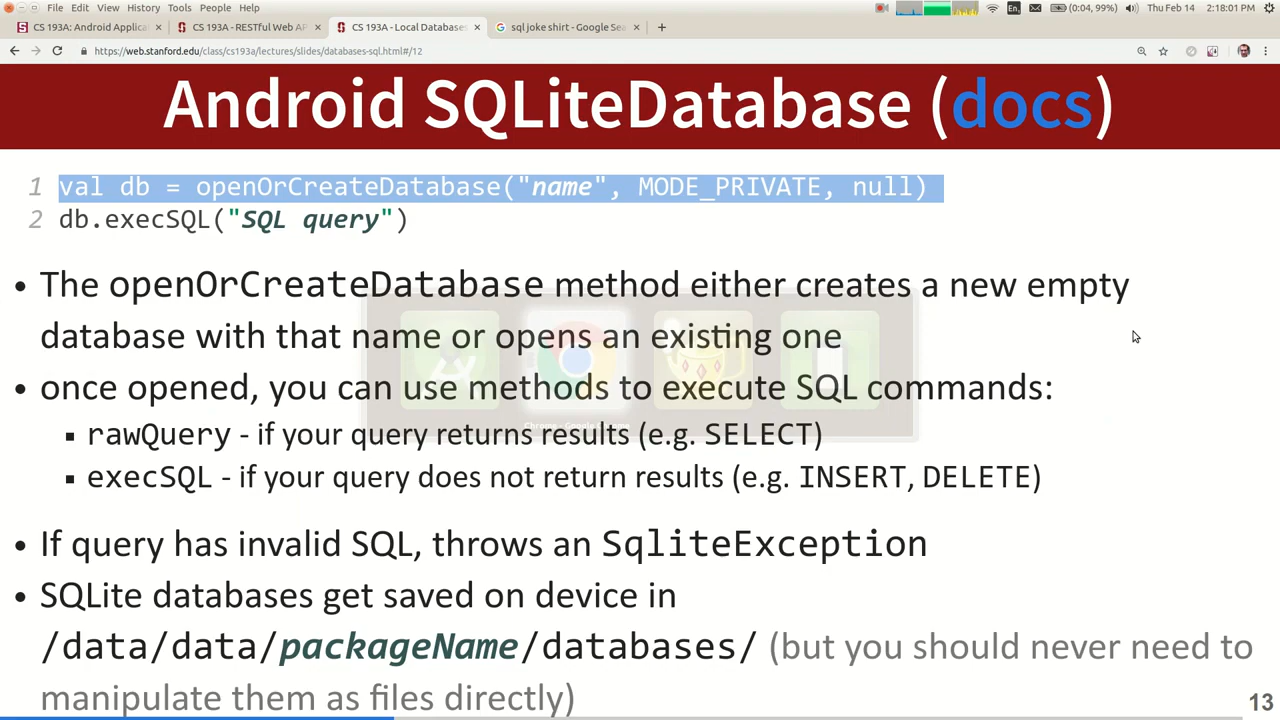 File Edit View History Tools People Help
En (0:04, 99%) Thu Feb 14 2:18:01 PM
CS 193A: Android Applica × CS 193A - RESTful Web AP × CS 193A - Local Databases × sql joke shirt - Google Sea ×
https://web.stanford.edu/class/cs193a/lectures/slides/databases-sql.html#/12
Android SQLiteDatabase (docs)
1 val db = openOrCreateDatabase("name", MODE_PRIVATE, null)
2 db.execSQL("SQL query")
• The openOrCreateDatabase method either creates a new empty
database with that name or opens an existing one
• once opened, you can use methods to execute SQL commands:
▪ rawQuery - if your query returns results (e.g. SELECT)
▪ execSQL - if your query does not return results (e.g. INSERT, DELETE)
• If query has invalid SQL, throws an SqliteException
• SQLite databases get saved on device in
/data/data/packageName/databases/ (but you should never need to
manipulate them as files directly)
13